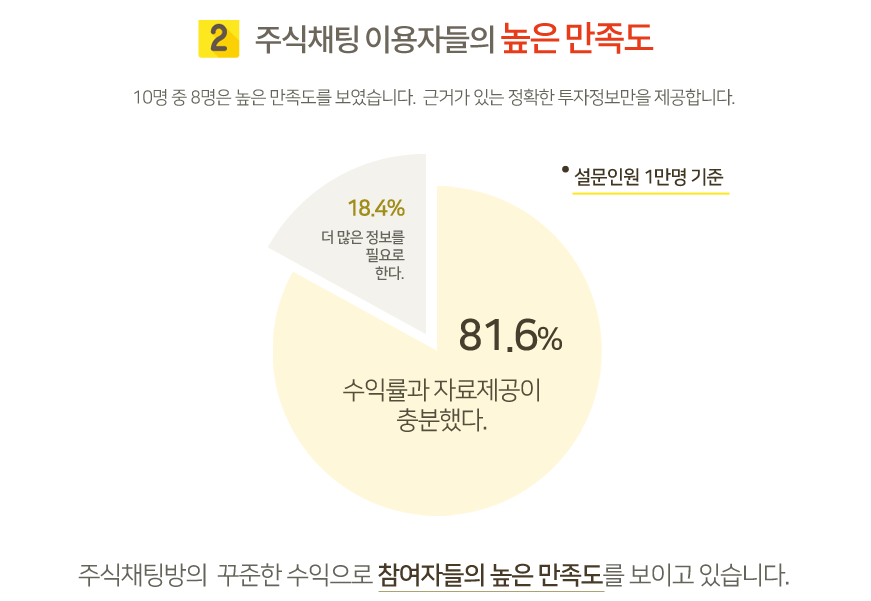 2 주식채팅 이용자들의 높은 만족도
10명 중 8명은 높은 만족도를 보였습니다. 근거가 있는 정확한 투자정보만을 제공합니다.
• 설문인원 1만명 기준
18.4%
더 많은 정보를
필요로
한다.
81.6%
수익률과 자료제공이
충분했다.
주식채팅방의 꾸준한 수익으로 참여자들의 높은 만족도를 보이고 있습니다.